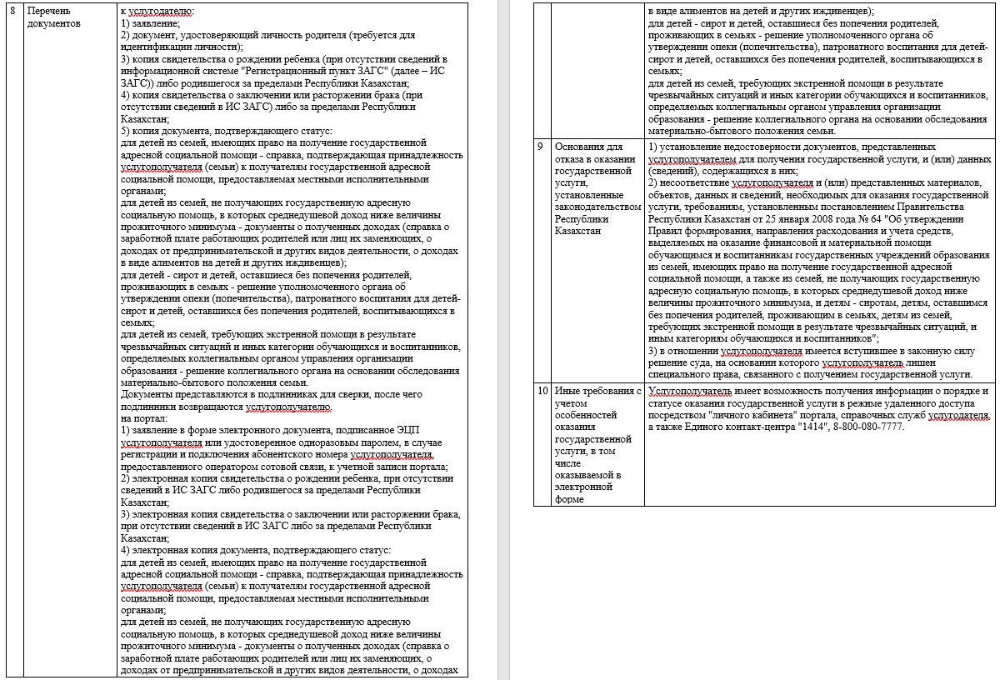 8
Перечень
документов
к услугодателю:
1) заявление;
2) документ, удостоверяющий личность родителя (требуется для
идентификации личности);
3) копия свидетельства о рождении ребенка (при отсутствии сведений в
информационной системе "Регистрационный пункт ЗАГС" (далее – ИС
ЗАГС)) либо родившегося за пределами Республики Казахстан;
4) копия свидетельства о заключении или расторжении брака (при
отсутствии сведений в ИС ЗАГС) либо за пределами Республики
Казахстан;
5) копия документа, подтверждающего статус:
для детей из семей, имеющих право на получение государственной
адресной социальной помощи - справка, подтверждающая принадлежность
услугополучателя (семьи) к получателям государственной адресной
социальной помощи, предоставляемая местными исполнительными
органами;
для детей из семей, не получающих государственную адресную
социальную помощь, в которых среднедушевой доход ниже величины
прожиточного минимума - документы о полученных доходах (справка о
заработной плате работающих родителей или лиц их заменяющих, о
доходах от предпринимательской и других видов деятельности, о доходах
в виде алиментов на детей и других иждивенцев);
для детей - сирот и детей, оставшиеся без попечения родителей,
проживающих в семьях - решение уполномоченного органа об
утверждении опеки (попечительства), патронатного воспитания для детей-
сирот и детей, оставшихся без попечения родителей, воспитывающихся в
семьях;
для детей из семей, требующих экстренной помощи в результате
чрезвычайных ситуаций и иных категории обучающихся и воспитанников,
определяемых коллегиальным органом управления организации
образования - решение коллегиального органа на основании обследования
материально-бытового положения семьи.
Документы представляются в подлинниках для сверки, после чего
подлинники возвращаются услугополучателю.
на портал:
1) заявление в форме электронного документа, подписанное ЭЦП
услугополучателя или удостоверенное одноразовым паролем, в случае
регистрации и подключения абонентского номера услугополучателя,
предоставленного оператором сотовой связи, к учетной записи портала;
2) электронная копия свидетельства о рождении ребенка, при отсутствии
сведений в ИС ЗАГС либо родившегося за пределами Республики
Казахстан;
3) электронная копия свидетельства о заключении или расторжении брака,
при отсутствии сведений в ИС ЗАГС либо за пределами Республики
Казахстан;
4) электронная копия документа, подтверждающего статус:
для детей из семей, имеющих право на получение государственной
адресной социальной помощи - справка, подтверждающая принадлежность
услугополучателя (семьи) к получателям государственной адресной
социальной помощи, предоставляемая местными исполнительными
органами;
для детей из семей, не получающих государственную адресную
социальную помощь, в которых среднедушевой доход ниже величины
прожиточного минимума - документы о полученных доходах (справка о
заработной плате работающих родителей или лиц их заменяющих, о
доходах от предпринимательской и других видов деятельности, о доходах
в виде алиментов на детей и других иждивенцев);
для детей - сирот и детей, оставшиеся без попечения родителей,
проживающих в семьях - решение уполномоченного органа об
утверждении опеки (попечительства), патронатного воспитания для детей-
сирот и детей, оставшихся без попечения родителей, воспитывающихся в
семьях;
для детей из семей, требующих экстренной помощи в результате
чрезвычайных ситуаций и иных категории обучающихся и воспитанников,
определяемых коллегиальным органом управления организации
образования - решение коллегиального органа на основании обследования
материально-бытового положения семьи.
9
Основания для
отказа в оказании
государственной
услуги,
установленные
законодательством
Республики
Казахстан
1) установление недостоверности документов, представленных
услугополучателем для получения государственной услуги, и (или) данных
(сведений), содержащихся в них;
2) несоответствие услугополучателя и (или) представленных материалов,
объектов, данных и сведений, необходимых для оказания государственной
услуги, требованиям, установленным постановлением Правительства
Республики Казахстан от 25 января 2008 года № 64 "Об утверждении
Правил формирования, направления расходования и учета средств,
выделяемых на оказание финансовой и материальной помощи
обучающимся и воспитанникам государственных учреждений образования
из семей, имеющих право на получение государственной адресной
социальной помощи, а также из семей, не получающих государственную
адресную социальную помощь, в которых среднедушевой доход ниже
величины прожиточного минимума, и детям - сиротам, детям, оставшимся
без попечения родителей, проживающим в семьях, детям из семей,
требующих экстренной помощи в результате чрезвычайных ситуаций, и
иным категориям обучающихся и воспитанников";
3) в отношении услугополучателя имеется вступившее в законную силу
решение суда, на основании которого услугополучатель лишен
специального права, связанного с получением государственной услуги.
10
Иные требования с
учетом
особенностей
оказания
государственной
услуги, в том
числе
оказываемой в
электронной
форме
Услугополучатель имеет возможность получения информации о порядке и
статусе оказания государственной услуги в режиме удаленного доступа
посредством "личного кабинета" портала, справочных служб услугодателя,
а также Единого контакт-центра "1414", 8-800-080-7777.